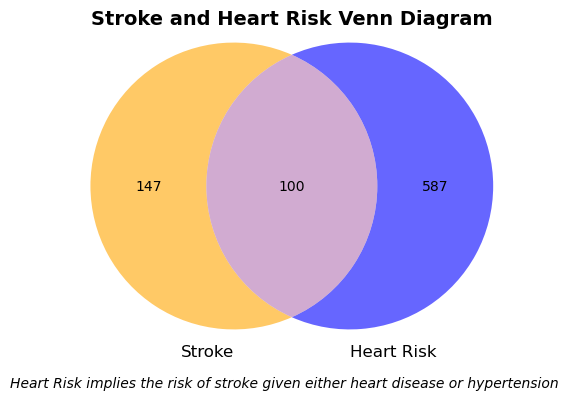 Stroke and Heart Risk Venn Diagram
147
100
587
Stroke
Heart Risk
Heart Risk implies the risk of stroke given either heart disease or hypertension